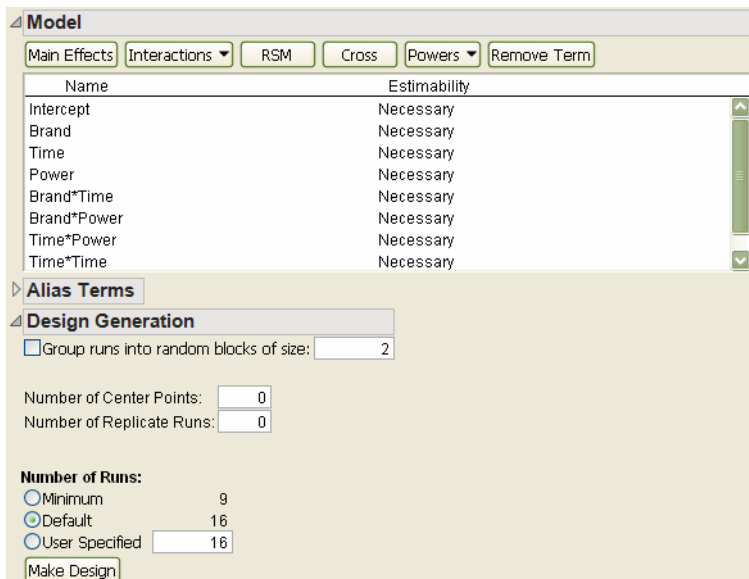 Model
Main Effects Interactions RSM Cross Powers Remove Term
Name Estimability
Intercept Necessary
Brand Necessary
Time Necessary
Power Necessary
Brand*Time Necessary
Brand*Power Necessary
Time*Power Necessary
Time*Time Necessary
Alias Terms
Design Generation
Group runs into random blocks of size: 2
Number of Center Points: 0
Number of Replicate Runs: 0
Number of Runs:
Minimum 9
Default 16
User Specified 16
Make Design